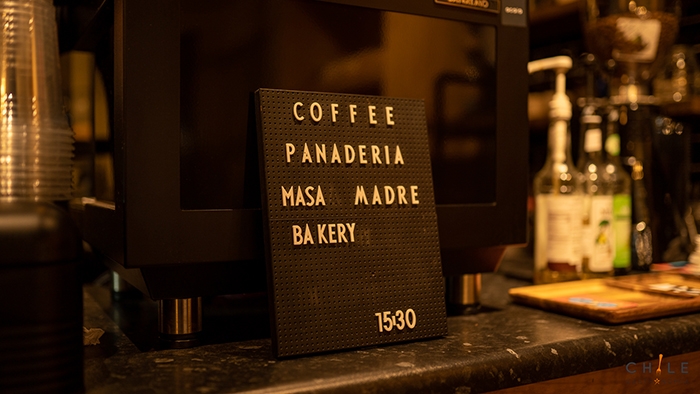 COFFEE
PANADERIA
MASA MADRE
BAKERY
15:30
CHILE